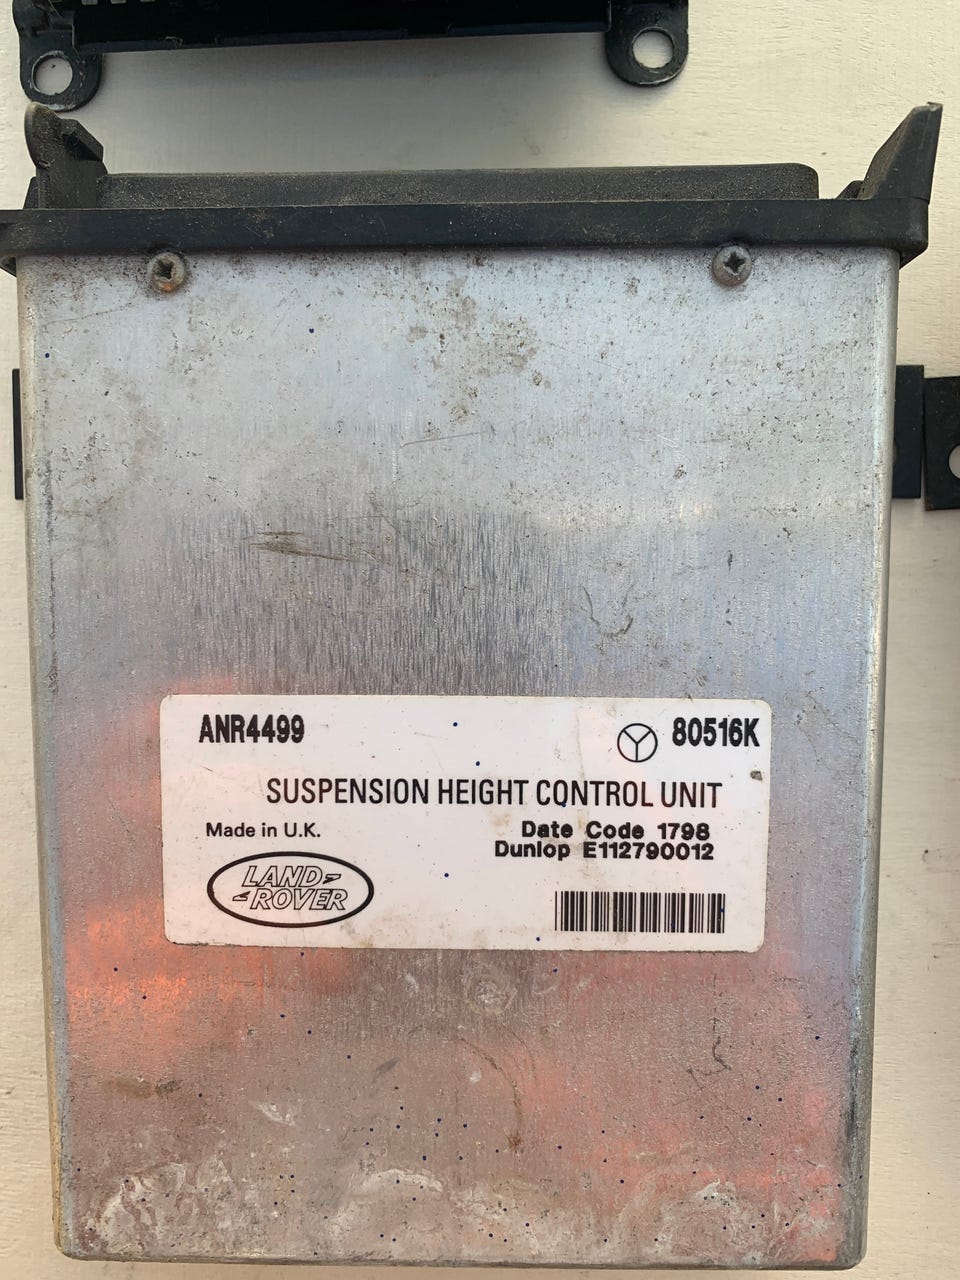 ANR4499 80516K
SUSPENSION HEIGHT CONTROL UNIT
Made in U.K. Date Code 1798
Dunlop E112790012
LAND
ROVER